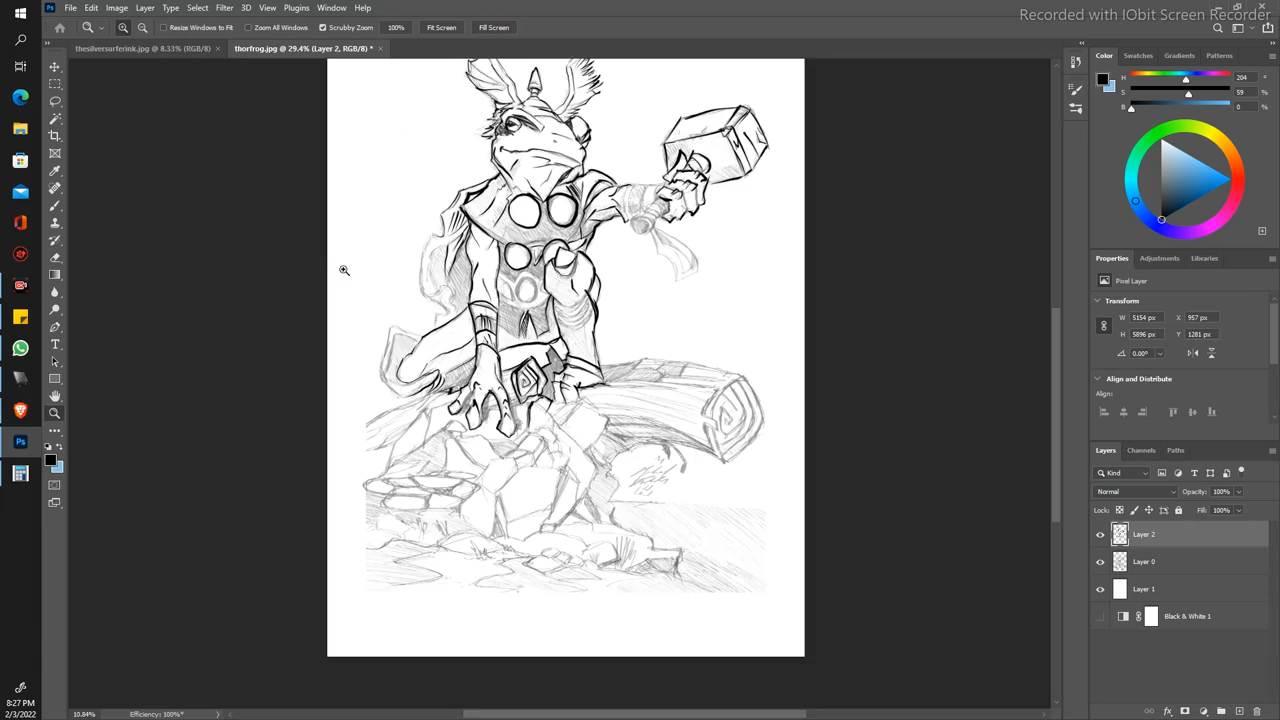 Recorded with IObit Screen Recorder
Ps File Edit Image Layer Type Select Filter 3D View Plugins Window Help
Resize Windows to Fit Zoom All Windows Scrubby Zoom 100% Fit Screen Fill Screen
thesilversurferink.jpg @ 8.33% (RGB/8) × thorfrog.jpg @ 29.4% (Layer 2, RGB/8) * ×
Color Swatches Gradients Patterns
H 204 °
S 59 %
B 0 %
Properties Adjustments Libraries
Pixel Layer
Transform
W 5154 px X 957 px
H 5896 px Y 1281 px
0.00°
Align and Distribute
Align:
Layers Channels Paths
Kind
Normal Opacity: 100%
Lock: Fill: 100%
Layer 2
Layer 0
Layer 1
Black & White 1
Ps
8:27 PM
2/3/2022
10.84% Efficiency: 100%*